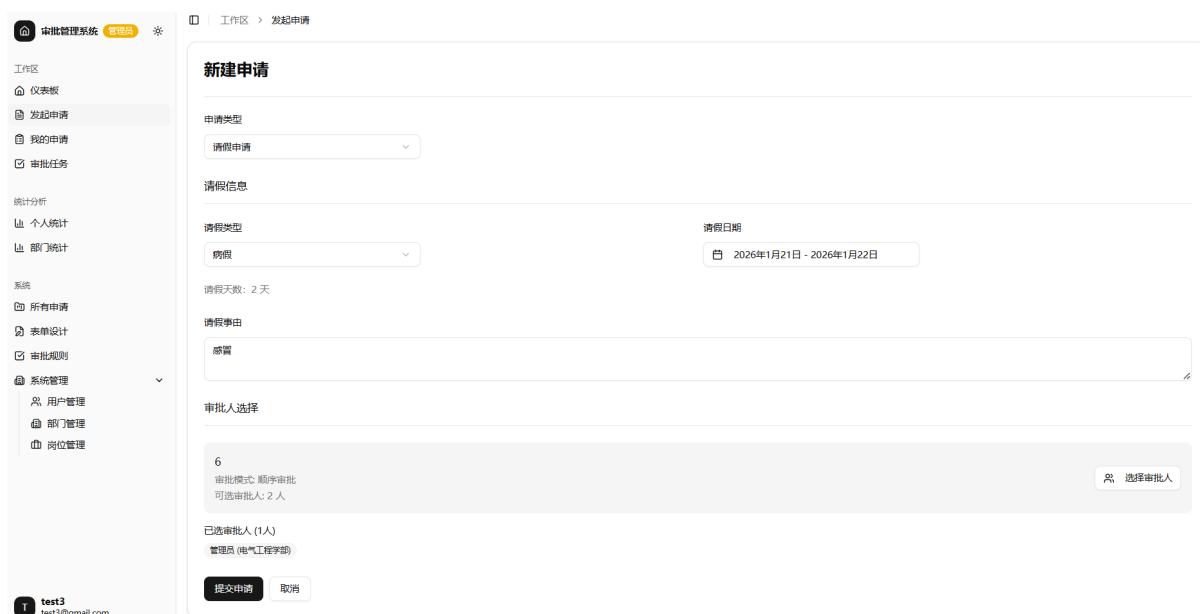 审批管理系统 管理员
工作区
仪表板
发起申请
我的申请
审批任务
统计分析
个人统计
部门统计
系统
所有申请
表单设计
审批规则
系统管理
用户管理
部门管理
岗位管理
T
test3
test3@gmail.com
工作区 > 发起申请
新建申请
申请类型
请假申请
请假信息
请假类型
病假
请假日期
2026年1月21日 - 2026年1月22日
请假天数: 2 天
请假事由
感冒
审批人选择
6
审批模式: 顺序审批
可选审批人: 2 人
选择审批人
已选审批人 (1人)
管理员 (电气工程学部)
提交申请 取消